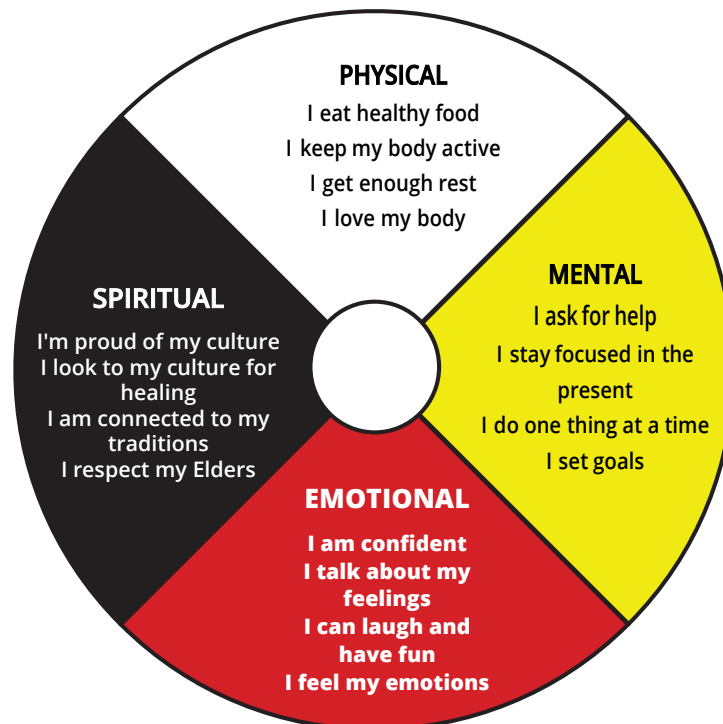 PHYSICAL
I eat healthy food
I keep my body active
I get enough rest
I love my body
MENTAL
I ask for help
I stay focused in the
present
I do one thing at a time
I set goals
SPIRITUAL
I'm proud of my culture
I look to my culture for
healing
I am connected to my
traditions
I respect my Elders
EMOTIONAL
I am confident
I talk about my
feelings
I can laugh and
have fun
I feel my emotions